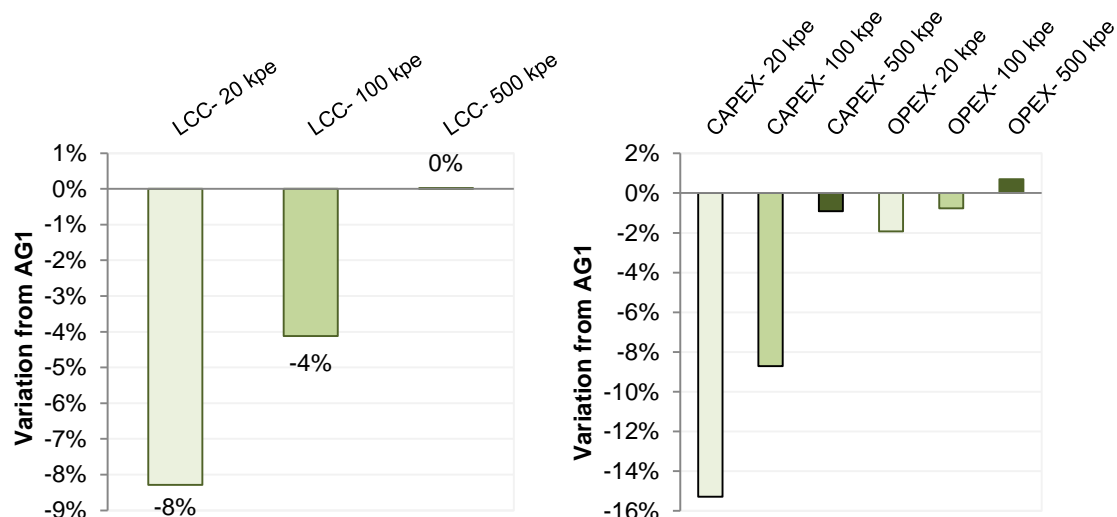 LCC- 20 kpe
LCC- 100 kpe
LCC- 500 kpe
1%
0%
-1%
-2%
-3%
-4%
-5%
-6%
-7%
-8%
-9%
Variation from AG1
-8%
-4%
0%
CAPEX- 20 kpe
CAPEX- 100 kpe
CAPEX- 500 kpe
OPEX- 20 kpe
OPEX- 100 kpe
OPEX- 500 kpe
2%
0%
-2%
-4%
-6%
-8%
-10%
-12%
-14%
-16%
Variation from AG1